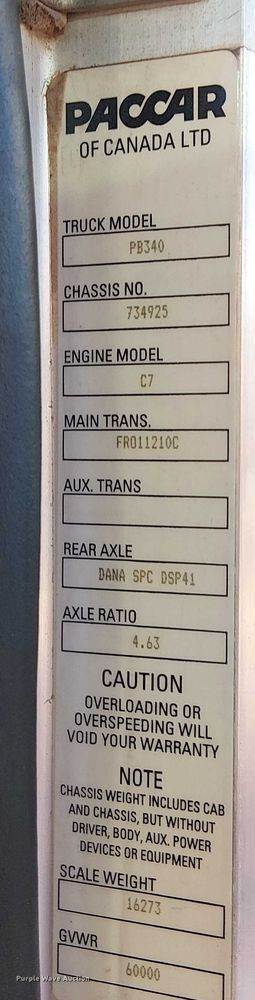 PACCAR
OF CANADA LTD
TRUCK MODEL
PB340
CHASSIS NO.
734925
ENGINE MODEL
C7
MAIN TRANS.
FRO11210C
AUX. TRANS
REAR AXLE
DANA SPC DSP41
AXLE RATIO
4.63
CAUTION
OVERLOADING OR
OVERSPEEDING WILL
VOID YOUR WARRANTY
NOTE
CHASSIS WEIGHT INCLUDES CAB
AND CHASSIS, BUT WITHOUT
DRIVER, BODY, AUX. POWER
DEVICES OR EQUIPMENT
SCALE WEIGHT
16273
GVWR
60000
Purple Wave Auction